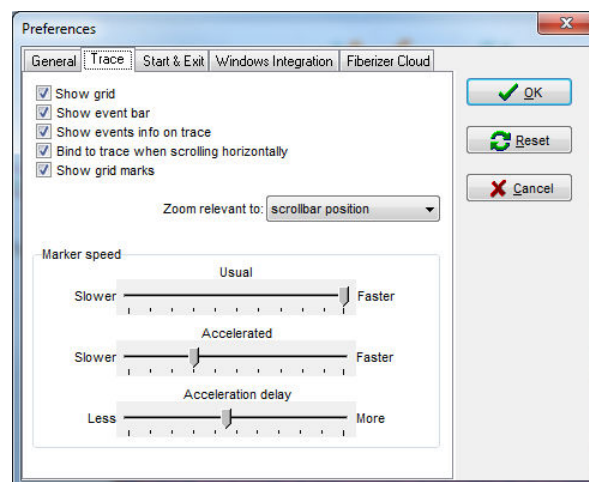 Preferences
General Trace Start & Exit Windows Integration Fiberizer Cloud
Show grid
Show event bar
Show events info on trace
Bind to trace when scrolling horizontally
Show grid marks
Zoom relevant to: scrollbar position
Marker speed
Usual
Slower Faster
Accelerated
Slower Faster
Acceleration delay
Less More
OK
Reset
Cancel